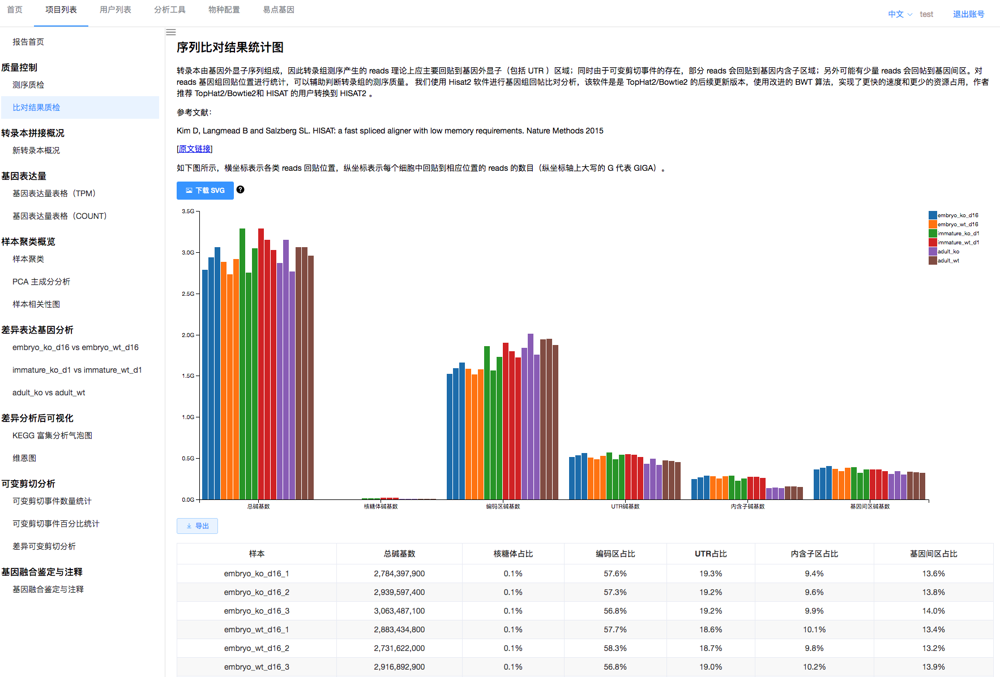 首页 项目列表 用户列表 分析工具 物种配置 易点基因 中文 test 退出账号
报告首页
质量控制
测序质检
比对结果质检
转录本拼接概况
新转录本概况
基因表达量
基因表达量表格（TPM）
基因表达量表格（COUNT）
样本聚类概览
样本聚类
PCA 主成分分析
样本相关性图
差异表达基因分析
embryo_ko_d16 vs embryo_wt_d16
immature_ko_d1 vs immature_wt_d1
adult_ko vs adult_wt
差异分析后可视化
KEGG 富集分析气泡图
维恩图
可变剪切分析
可变剪切事件数量统计
可变剪切事件百分比统计
差异可变剪切分析
基因融合鉴定与注释
基因融合鉴定与注释
序列比对结果统计图
转录本由基因外显子序列组成，因此转录组测序产生的 reads 理论上应主要回贴到基因外显子（包括 UTR ）区域；同时由于可变剪切事件的存在，部分 reads 会回贴到基因内含子区域；另外可能有少量 reads 会回帖到基因间区。对
reads 基因组回贴位置进行统计，可以辅助判断转录组的测序质量。 我们使用 Hisat2 软件进行基因组回帖比对分析，该软件是是 TopHat2/Bowtie2 的后续更新版本，使用改进的 BWT 算法，实现了更快的速度和更少的资源占用，作者
推荐 TopHat2/Bowtie2和 HISAT 的用户转换到 HISAT2 。
参考文献：
Kim D, Langmead B and Salzberg SL. HISAT: a fast spliced aligner with low memory requirements. Nature Methods 2015
[原文链接]
如下图所示，横坐标表示各类 reads 回贴位置，纵坐标表示每个细胞中回贴到相应位置的 reads 的数目（纵坐标轴上大写的 G 代表 GIGA）。
下载 SVG ?
3.5G
3.0G
2.5G
2.0G
1.5G
1.0G
0.5G
0.0G
embryo_ko_d16
embryo_wt_d16
immature_ko_d1
immature_wt_d1
adult_ko
adult_wt
总碱基数 核糖体碱基数 编码区碱基数 UTR碱基数 内含子碱基数 基因间区碱基数
导出
样本 总碱基数 核糖体占比 编码区占比 UTR占比 内含子区占比 基因间区占比
embryo_ko_d16_1 2,784,397,900 0.1% 57.6% 19.3% 9.4% 13.6%
embryo_ko_d16_2 2,939,597,400 0.1% 57.3% 19.2% 9.6% 13.8%
embryo_ko_d16_3 3,063,487,100 0.1% 56.8% 19.2% 9.9% 14.0%
embryo_wt_d16_1 2,883,434,800 0.1% 57.7% 18.6% 10.1% 13.4%
embryo_wt_d16_2 2,731,622,000 0.1% 58.3% 18.7% 9.8% 13.2%
embryo_wt_d16_3 2,916,892,900 0.1% 56.8% 19.0% 10.2% 13.9%